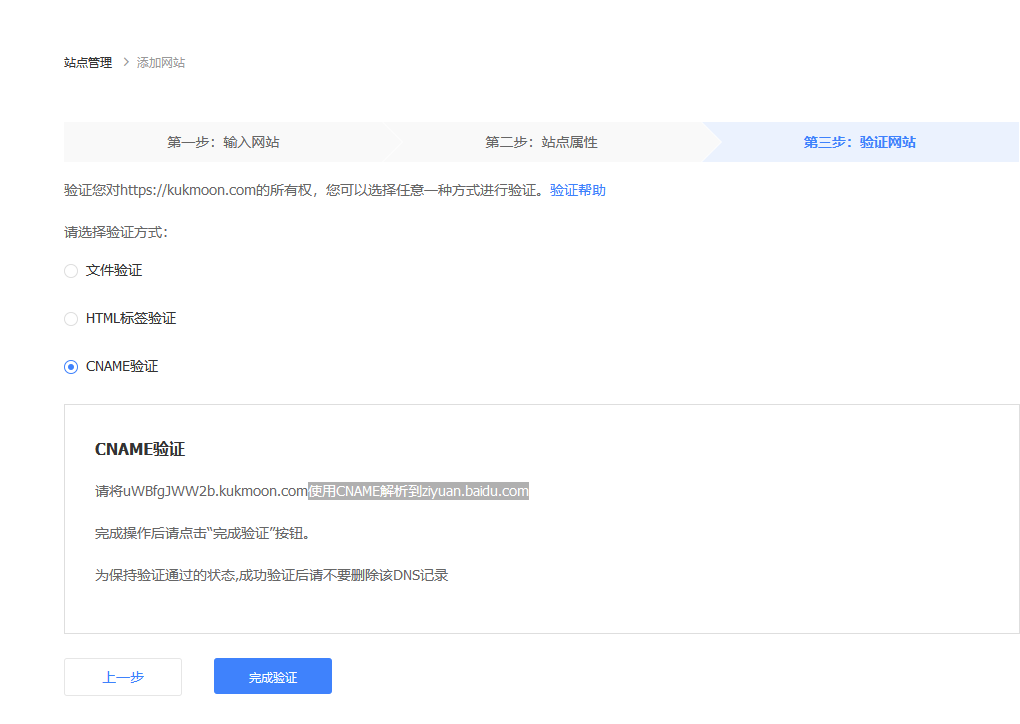 站点管理 > 添加网站
第一步：输入网站 第二步：站点属性 第三步：验证网站
验证您对https://kukmoon.com的所有权，您可以选择任意一种方式进行验证。验证帮助
请选择验证方式：
文件验证
HTML标签验证
CNAME验证
CNAME验证
请将uWBfgJWW2b.kukmoon.com使用CNAME解析到ziyuan.baidu.com
完成操作后请点击“完成验证”按钮。
为保持验证通过的状态,成功验证后请不要删除该DNS记录
上一步 完成验证